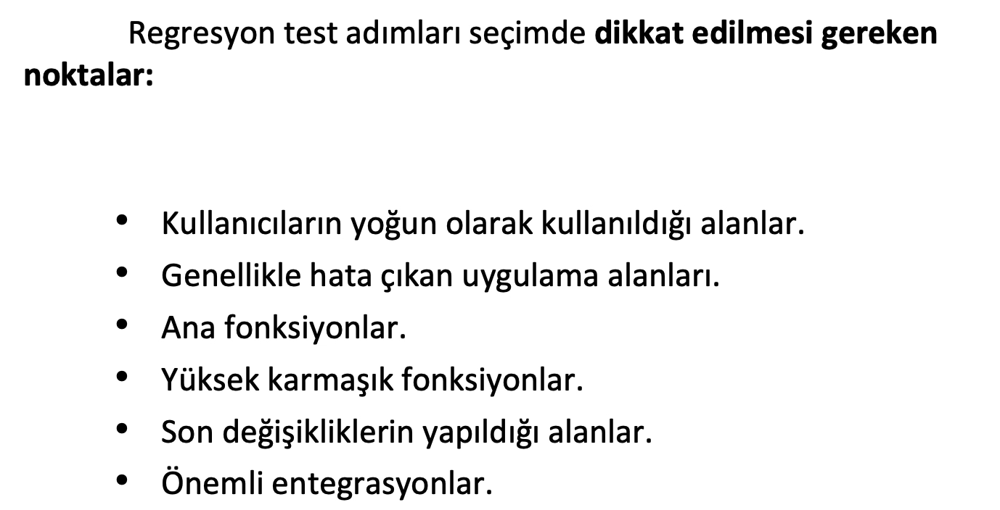 Regresyon test adımları seçimde dikkat edilmesi gereken
noktalar:
• Kullanıcıların yoğun olarak kullanıldığı alanlar.
• Genellikle hata çıkan uygulama alanları.
• Ana fonksiyonlar.
• Yüksek karmaşık fonksiyonlar.
• Son değişikliklerin yapıldığı alanlar.
• Önemli entegrasyonlar.